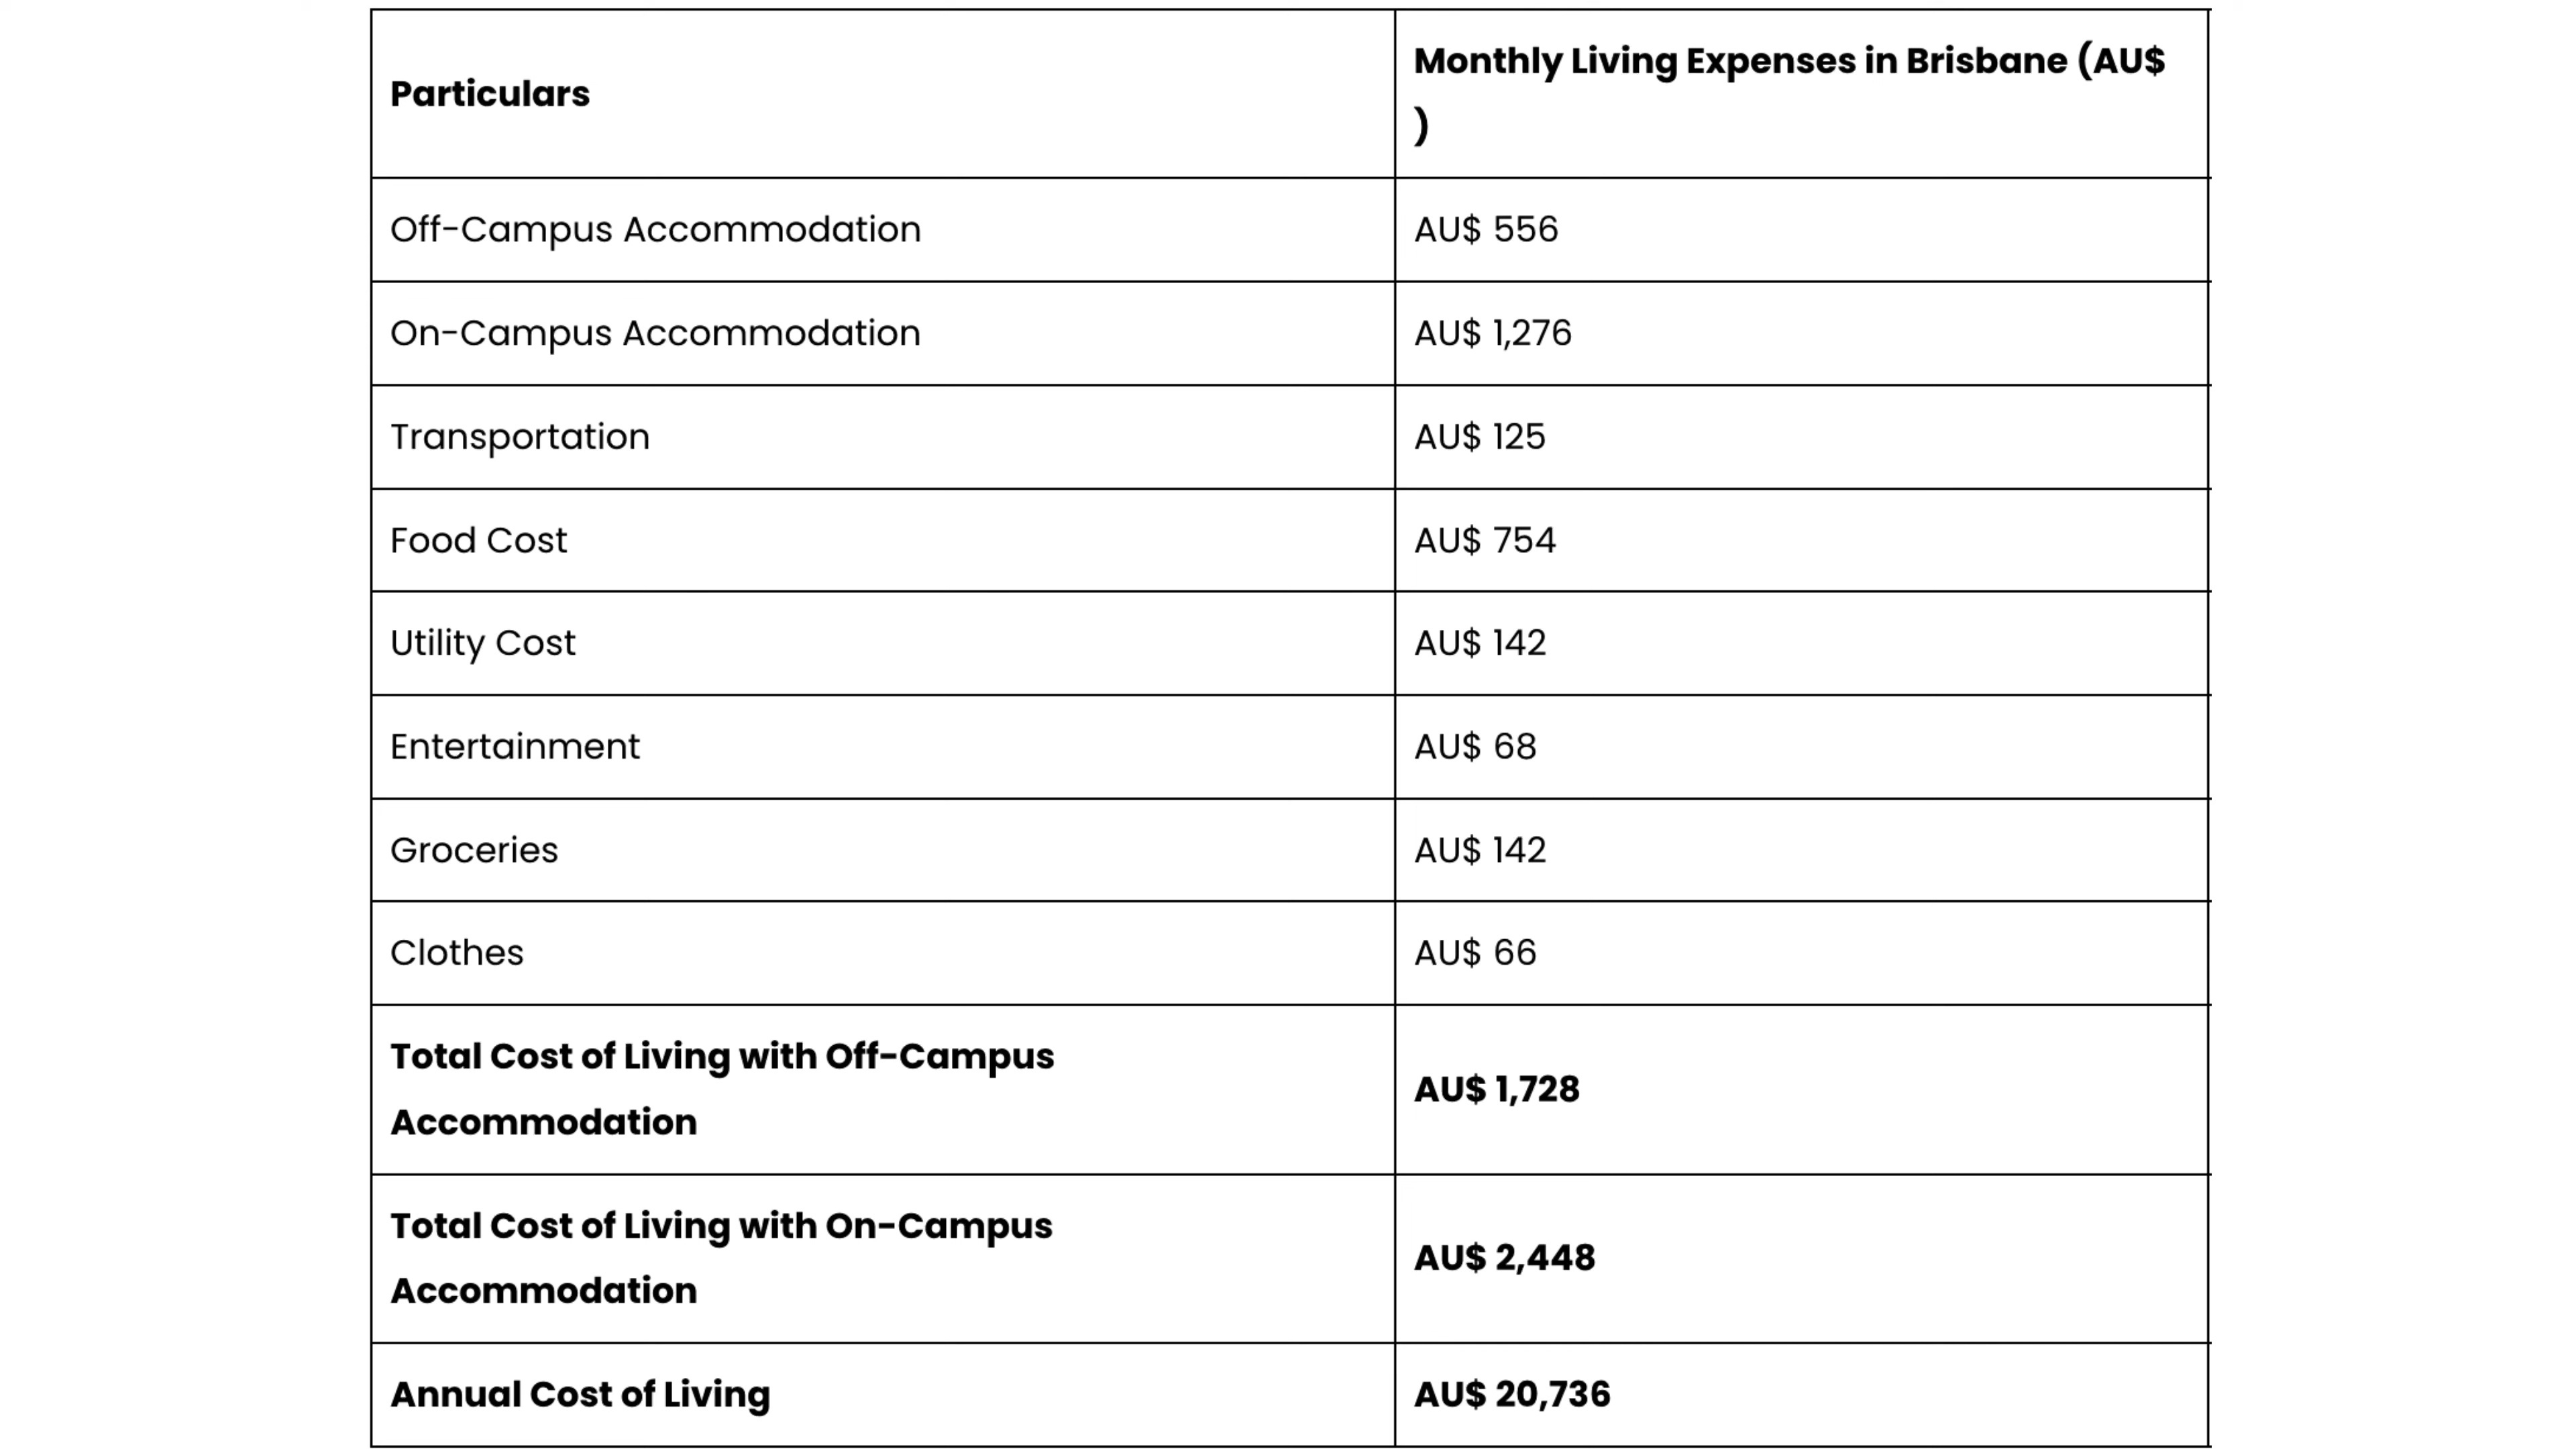 Particulars
Monthly Living Expenses in Brisbane (AU$
)
Off-Campus Accommodation
AU$ 556
On-Campus Accommodation
AU$ 1,276
Transportation
AU$ 125
Food Cost
AU$ 754
Utility Cost
AU$ 142
Entertainment
AU$ 68
Groceries
AU$ 142
Clothes
AU$ 66
Total Cost of Living with Off-Campus
Accommodation
AU$ 1,728
Total Cost of Living with On-Campus
Accommodation
AU$ 2,448
Annual Cost of Living
AU$ 20,736